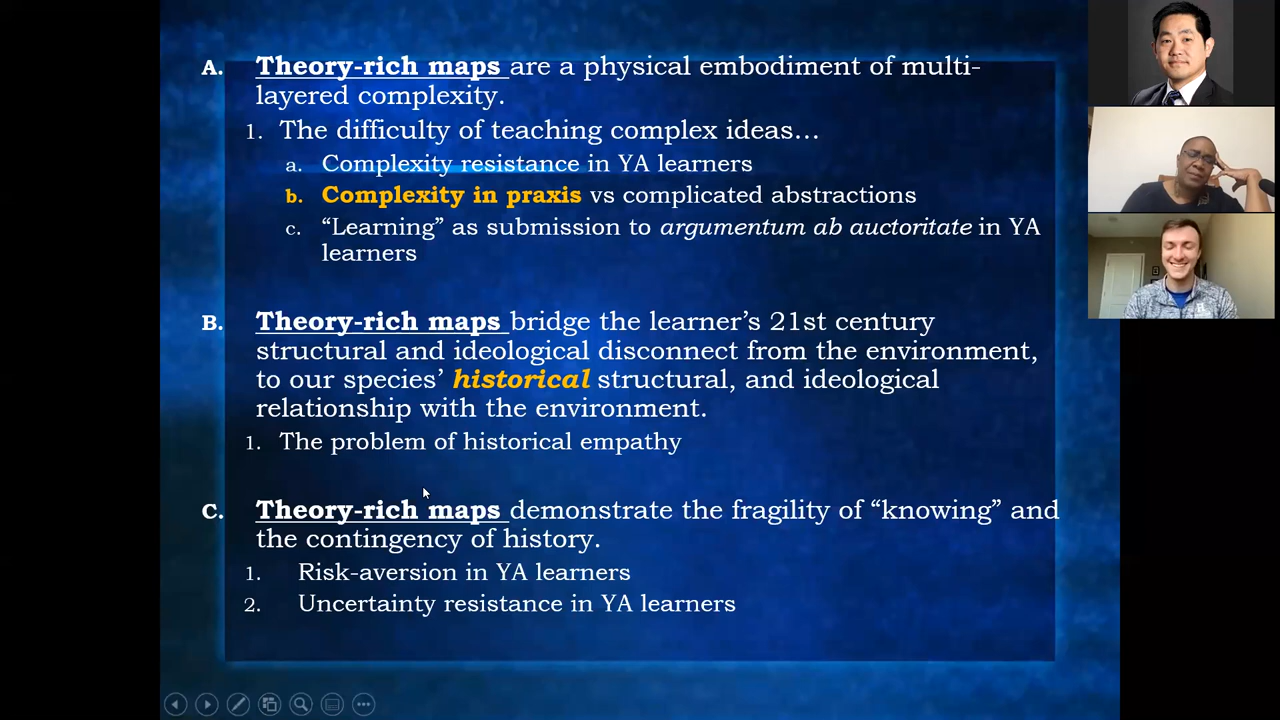 A. Theory-rich maps are a physical embodiment of multi-
layered complexity.
1. The difficulty of teaching complex ideas…
a. Complexity resistance in YA learners
b. Complexity in praxis vs complicated abstractions
c. “Learning” as submission to argumentum ab auctoritate in YA
learners
B. Theory-rich maps bridge the learner’s 21st century
structural and ideological disconnect from the environment,
to our species’ historical structural, and ideological
relationship with the environment.
1. The problem of historical empathy
C. Theory-rich maps demonstrate the fragility of “knowing” and
the contingency of history.
1. Risk-aversion in YA learners
2. Uncertainty resistance in YA learners